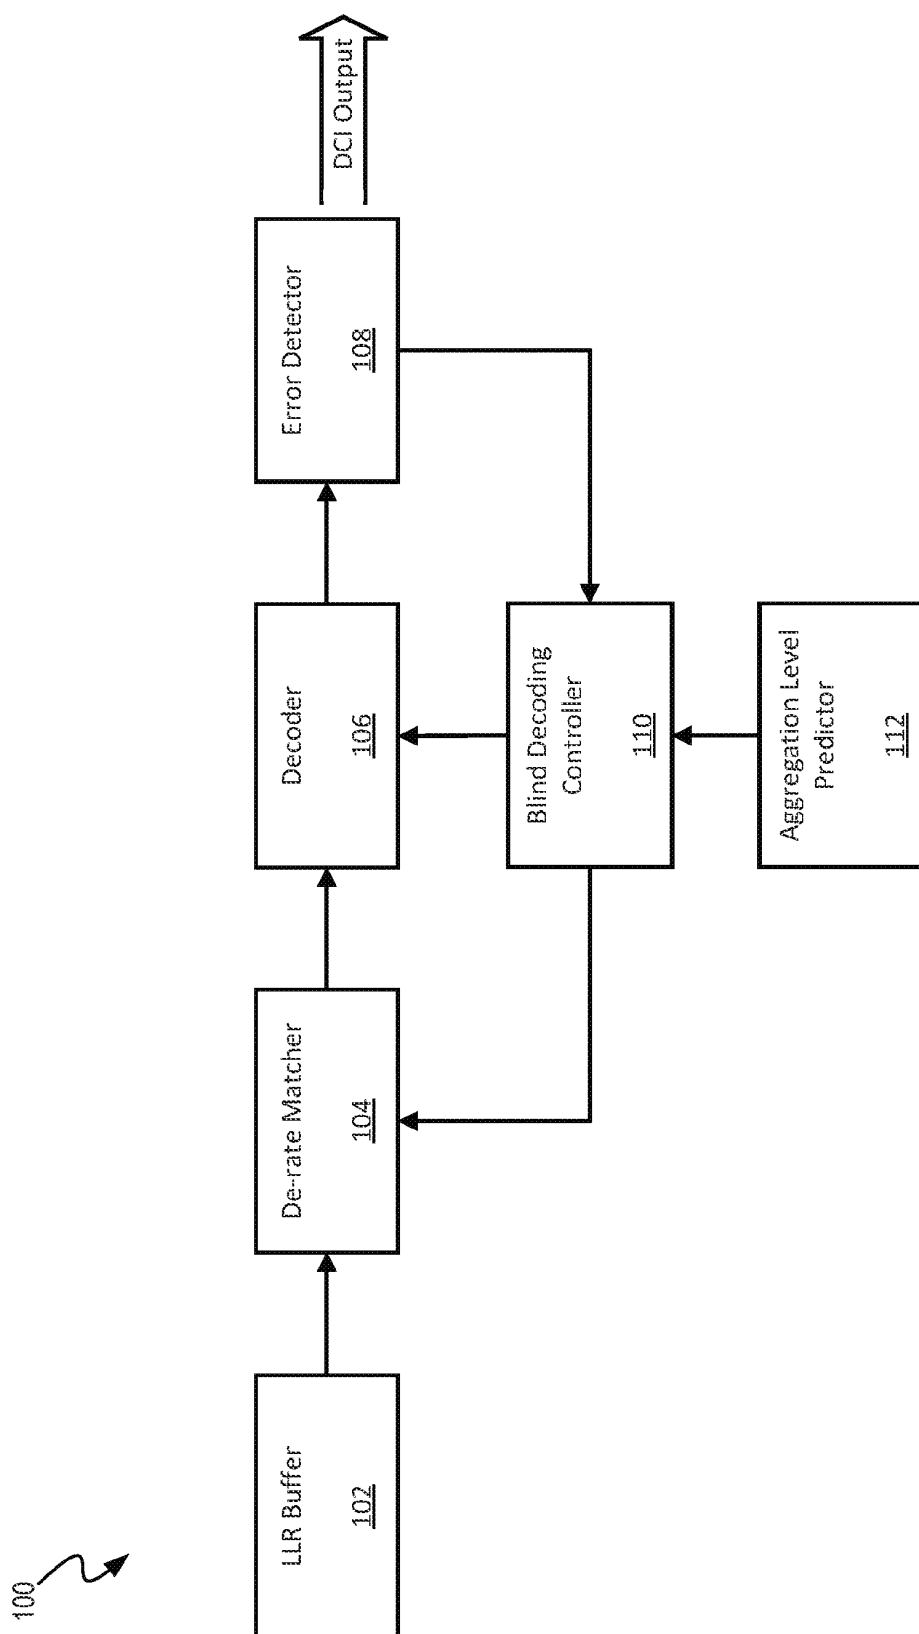 100
LLR Buffer
102
De-rate Matcher
104
Decoder
106
Error Detector
108
DCI Output
Blind Decoding
Controller
110
Aggregation Level
Predictor
112